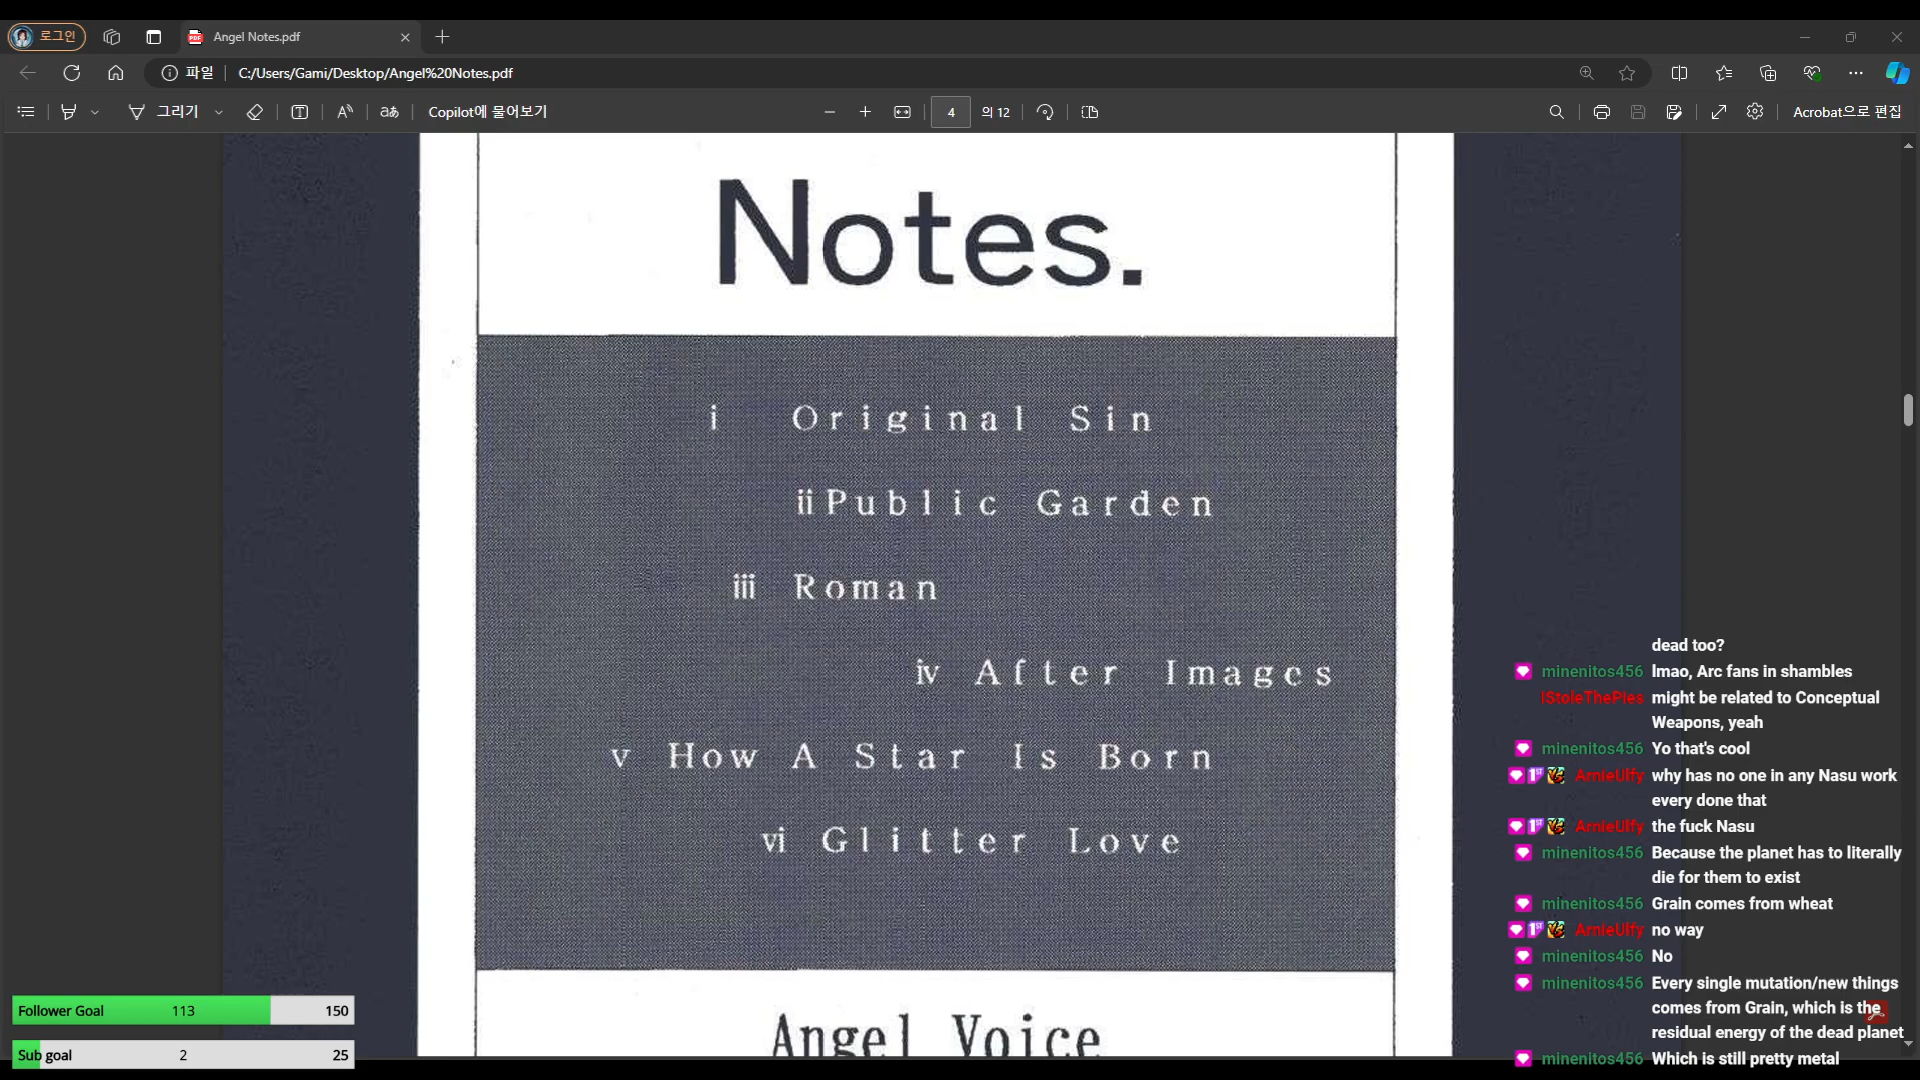 로그인
Angel Notes.pdf
파일
C:/Users/Gami/Desktop/Angel%20Notes.pdf
그리기
aあ
Copilot에 물어보기
4
의 12
Acrobat으로 편집
Notes.
i Original Sin
ii Public Garden
iii Roman
iv After Images
v How A Star Is Born
vi Glitter Love
Angel Voice
dead too?
minenitos456 lmao, Arc fans in shambles
IStoleThePies might be related to Conceptual
Weapons, yeah
minenitos456 Yo that's cool
ArnieUlfy why has no one in any Nasu work
every done that
ArnieUlfy the fuck Nasu
minenitos456 Because the planet has to literally
die for them to exist
minenitos456 Grain comes from wheat
ArnieUlfy no way
minenitos456 No
minenitos456 Every single mutation/new things
comes from Grain, which is the
residual energy of the dead planet
minenitos456 Which is still pretty metal
Follower Goal 113 150
Sub goal 2 25